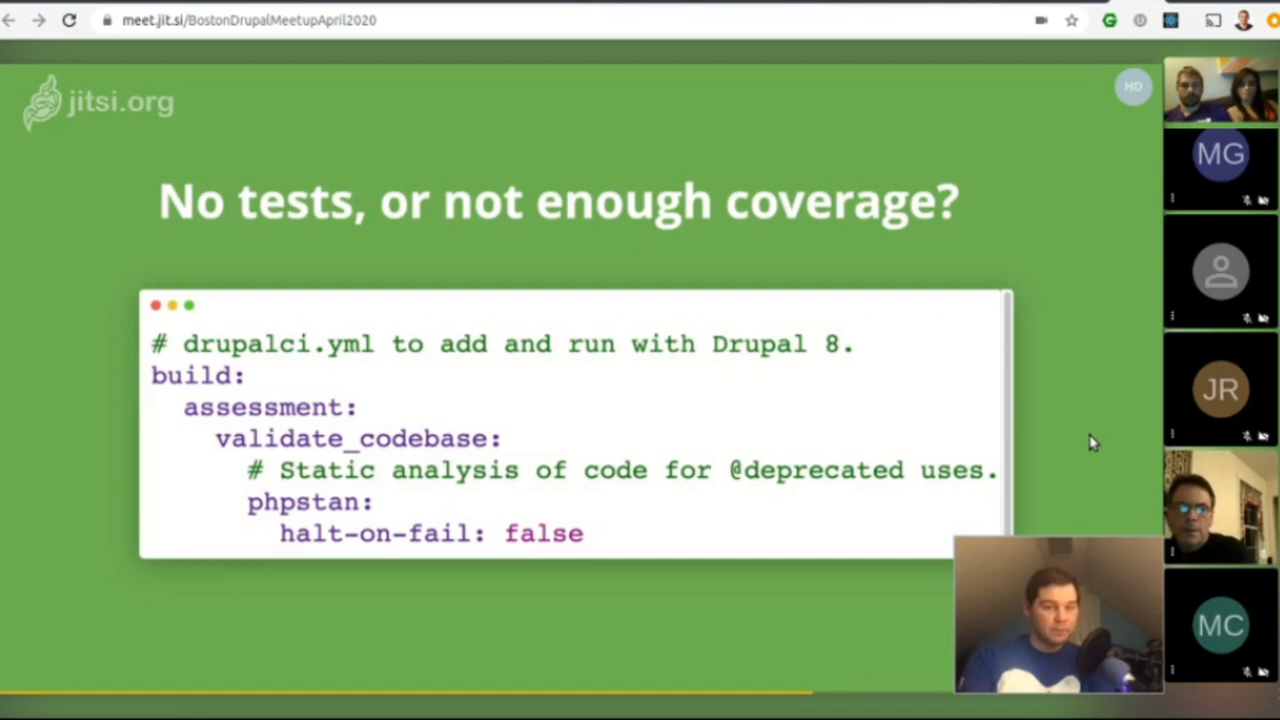 meet.jit.si/BostonDrupalMeetupApril2020
jitsi.org
HD
No tests, or not enough coverage?
# drupalci.yml to add and run with Drupal 8.
build:
assessment:
validate_codebase:
# Static analysis of code for @deprecated uses.
phpstan:
halt-on-fail: false
MG
JR
MC